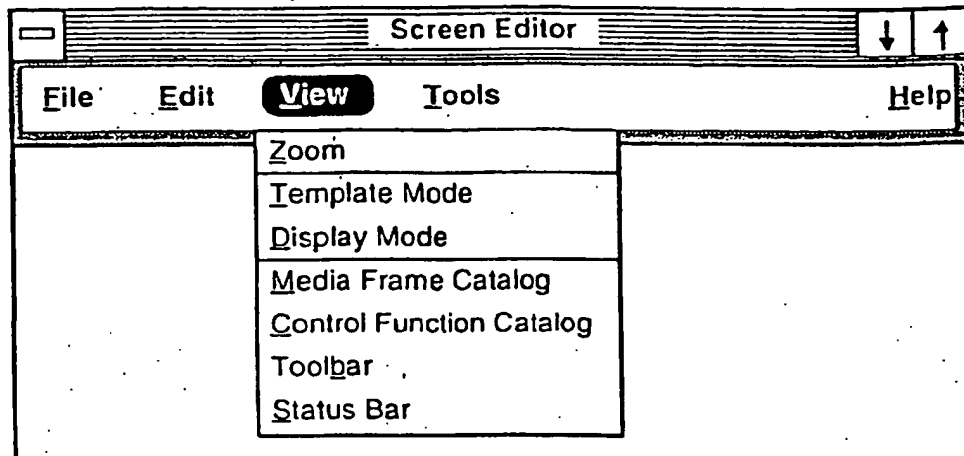 Screen Editor
File Edit View Tools Help
Zoom
Template Mode
Display Mode
Media Frame Catalog
Control Function Catalog
Toolbar
Status Bar